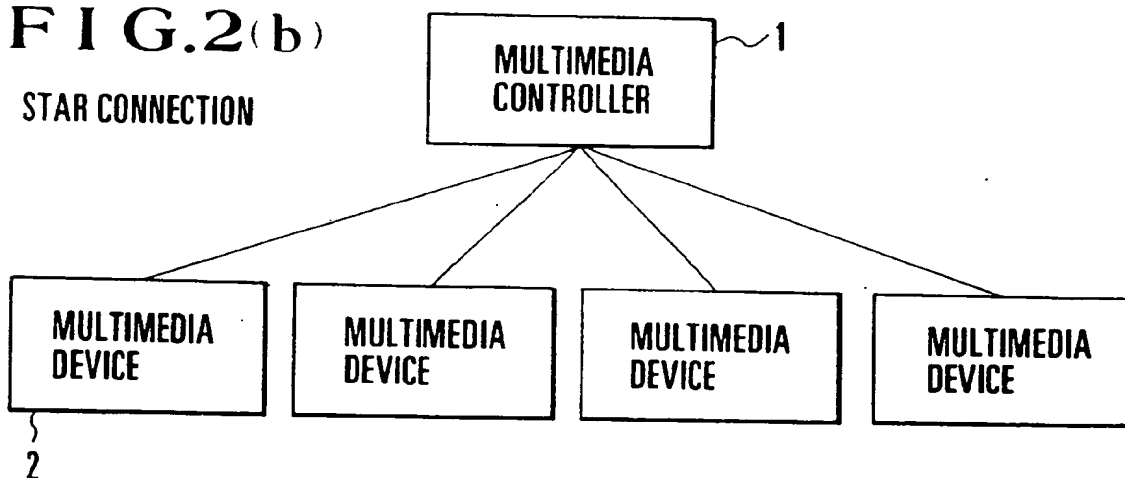 FIG.2(b)
STAR CONNECTION
MULTIMEDIA
CONTROLLER
1
MULTIMEDIA
DEVICE
MULTIMEDIA
DEVICE
MULTIMEDIA
DEVICE
MULTIMEDIA
DEVICE
2